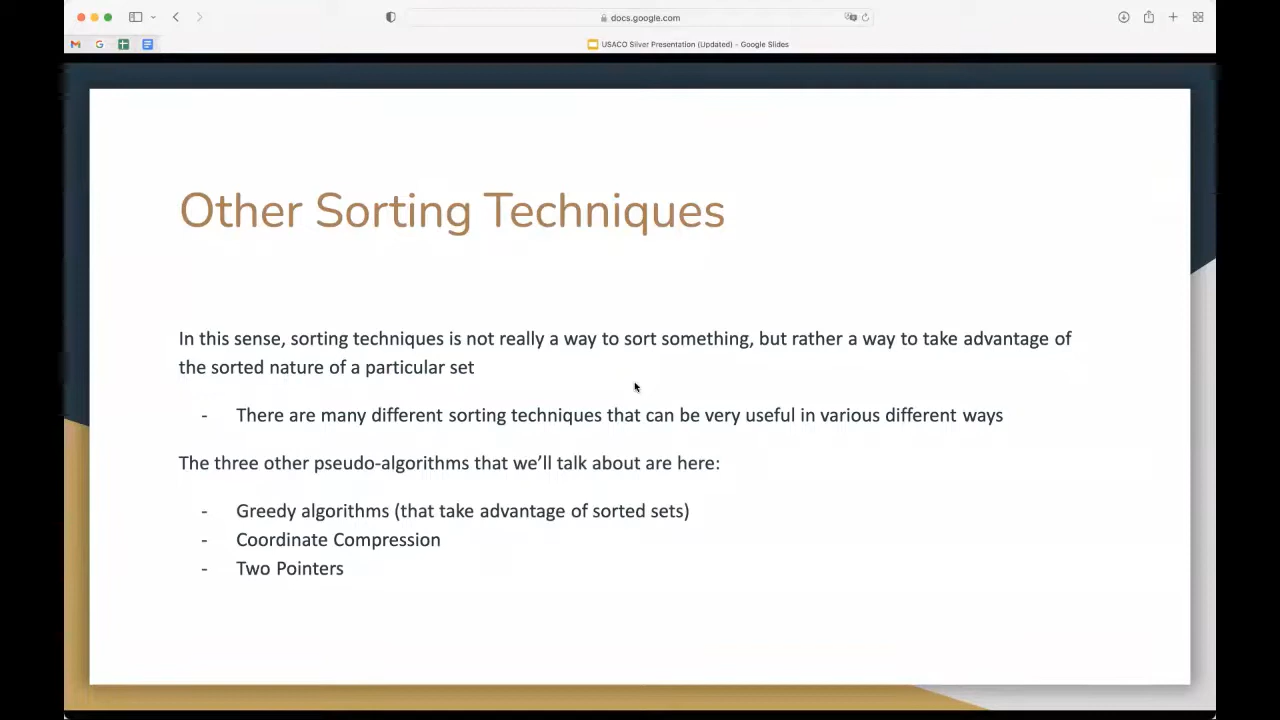 docs.google.com
USACO Silver Presentation (Updated) - Google Slides
Other Sorting Techniques
In this sense, sorting techniques is not really a way to sort something, but rather a way to take advantage of
the sorted nature of a particular set
- There are many different sorting techniques that can be very useful in various different ways
The three other pseudo-algorithms that we’ll talk about are here:
- Greedy algorithms (that take advantage of sorted sets)
- Coordinate Compression
- Two Pointers